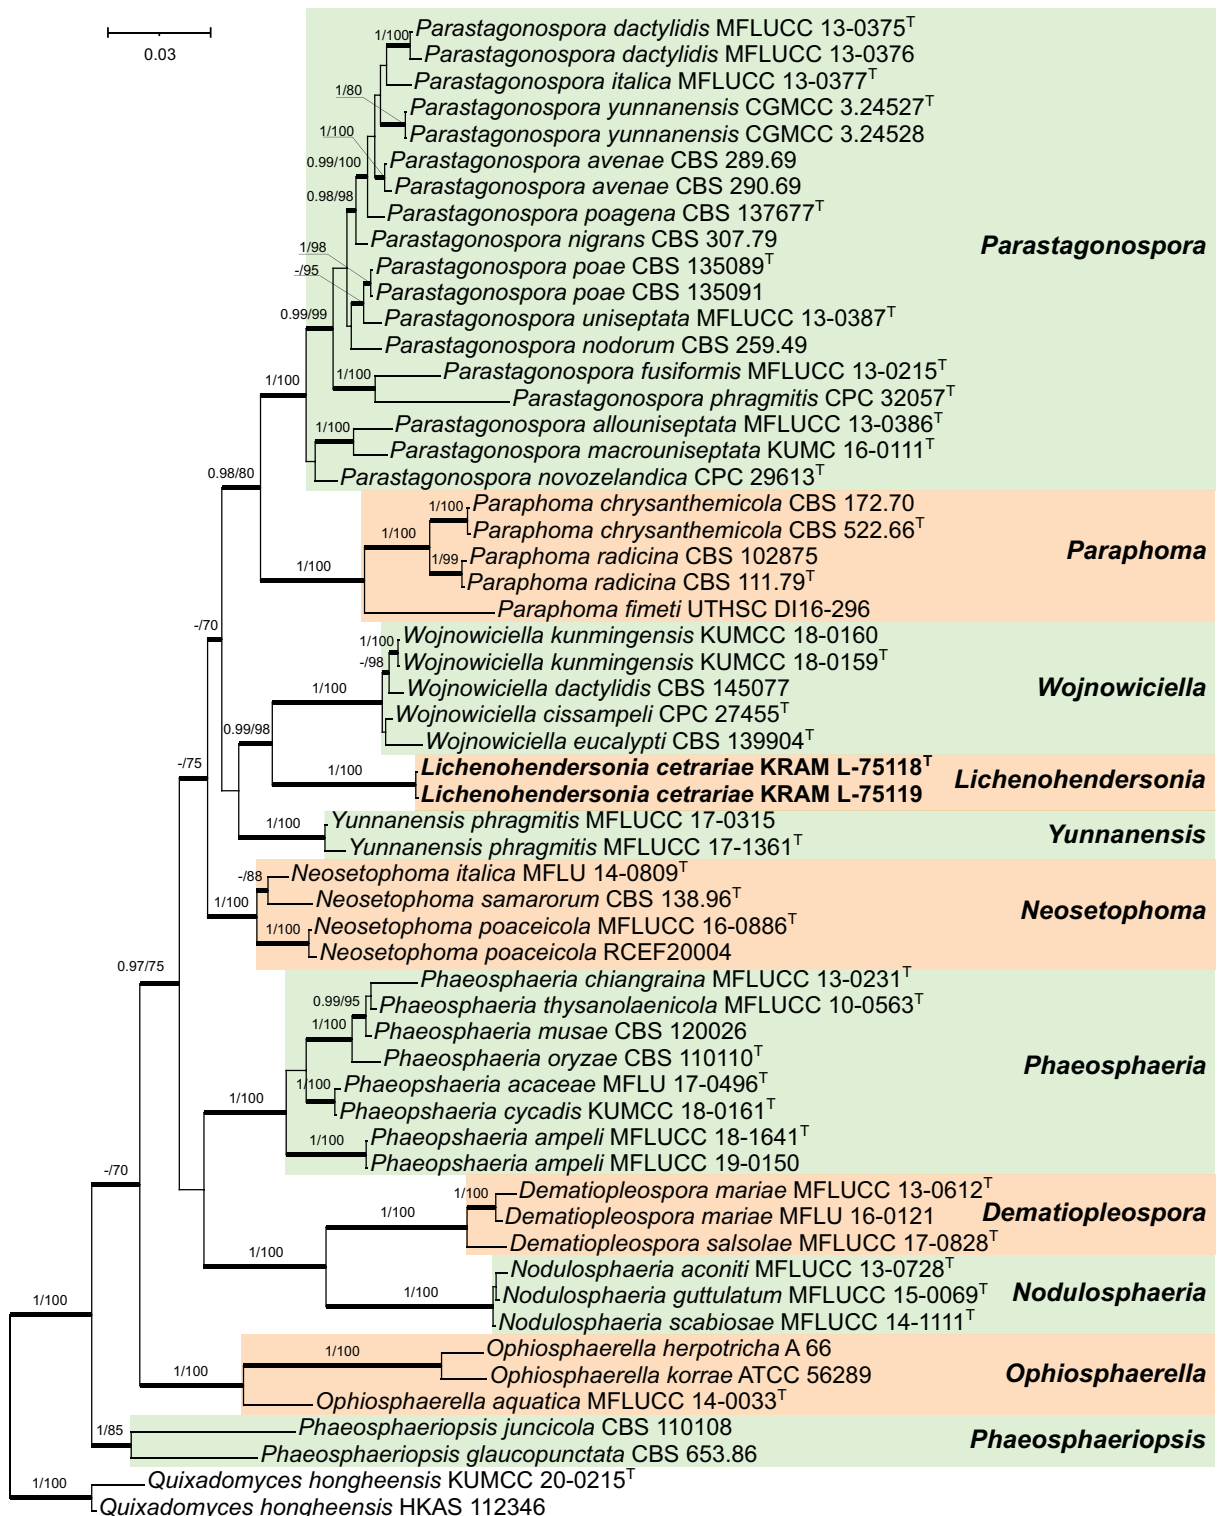 0.03
1/100
Parastagonospora dactylidis MFLUCC 13-0375ᵀ
Parastagonospora dactylidis MFLUCC 13-0376
Parastagonospora italica MFLUCC 13-0377ᵀ
1/80
Parastagonospora yunnanensis CGMCC 3.24527ᵀ
1/100
Parastagonospora yunnanensis CGMCC 3.24528
0.99/100
Parastagonospora avenae CBS 289.69
Parastagonospora avenae CBS 290.69
0.98/98
Parastagonospora poagena CBS 137677ᵀ
1/98
Parastagonospora nigrans CBS 307.79
Parastagonospora
-/95
Parastagonospora poae CBS 135089ᵀ
Parastagonospora poae CBS 135091
0.99/99
Parastagonospora uniseptata MFLUCC 13-0387ᵀ
Parastagonospora nodorum CBS 259.49
1/100
1/100
Parastagonospora fusiformis MFLUCC 13-0215ᵀ
Parastagonospora phragmitis CPC 32057ᵀ
1/100
Parastagonospora allouniseptata MFLUCC 13-0386ᵀ
Parastagonospora macrouniseptata KUMC 16-0111ᵀ
0.98/80
Parastagonospora novozelandica CPC 29613ᵀ
1/100
Paraphoma chrysanthemicola CBS 172.70
1/100
Paraphoma chrysanthemicola CBS 522.66ᵀ
Paraphoma
1/99
Paraphoma radicina CBS 102875
1/100
Paraphoma radicina CBS 111.79ᵀ
Paraphoma fimeti UTHSC DI16-296
-/70
1/100
Wojnowiciella kunmingensis KUMCC 18-0160
-/98
Wojnowiciella kunmingensis KUMCC 18-0159ᵀ
1/100
Wojnowiciella dactylidis CBS 145077
Wojnowiciella
0.99/98
Wojnowiciella cissampeli CPC 27455ᵀ
Wojnowiciella eucalypti CBS 139904ᵀ
-/75
1/100
Lichenohendersonia cetrariae KRAM L-75118ᵀ
Lichenohendersonia
Lichenohendersonia cetrariae KRAM L-75119
1/100
Yunnanensis phragmitis MFLUCC 17-0315
Yunnanensis
Yunnanensis phragmitis MFLUCC 17-1361ᵀ
-/88
Neosetophoma italica MFLU 14-0809ᵀ
1/100
Neosetophoma samarorum CBS 138.96ᵀ
Neosetophoma
1/100
Neosetophoma poaceicola MFLUCC 16-0886ᵀ
Neosetophoma poaceicola RCEF20004
0.97/75
Phaeosphaeria chiangraina MFLUCC 13-0231ᵀ
0.99/95
Phaeosphaeria thysanolaenicola MFLUCC 10-0563ᵀ
1/100
Phaeosphaeria musae CBS 120026
Phaeosphaeria oryzae CBS 110110ᵀ
Phaeosphaeria
1/100
Phaeopshaeria acaceae MFLU 17-0496ᵀ
1/100
Phaeopshaeria cycadis KUMCC 18-0161ᵀ
1/100
Phaeopshaeria ampeli MFLUCC 18-1641ᵀ
Phaeopshaeria ampeli MFLUCC 19-0150
-/70
1/100
Dematiopleospora mariae MFLUCC 13-0612ᵀ
1/100
Dematiopleospora mariae MFLU 16-0121
Dematiopleospora
Dematiopleospora salsolae MFLUCC 17-0828ᵀ
1/100
Nodulosphaeria aconiti MFLUCC 13-0728ᵀ
1/100
Nodulosphaeria guttulatum MFLUCC 15-0069ᵀ
Nodulosphaeria
1/100
Nodulosphaeria scabiosae MFLUCC 14-1111ᵀ
1/100
Ophiosphaerella herpotricha A 66
1/100
Ophiosphaerella korrae ATCC 56289
Ophiosphaerella
Ophiosphaerella aquatica MFLUCC 14-0033ᵀ
1/85
Phaeosphaeriopsis juncicola CBS 110108
Phaeosphaeriopsis
Phaeosphaeriopsis glaucopunctata CBS 653.86
1/100
Quixadomyces hongheensis KUMCC 20-0215ᵀ
Quixadomyces hongheensis HKAS 112346